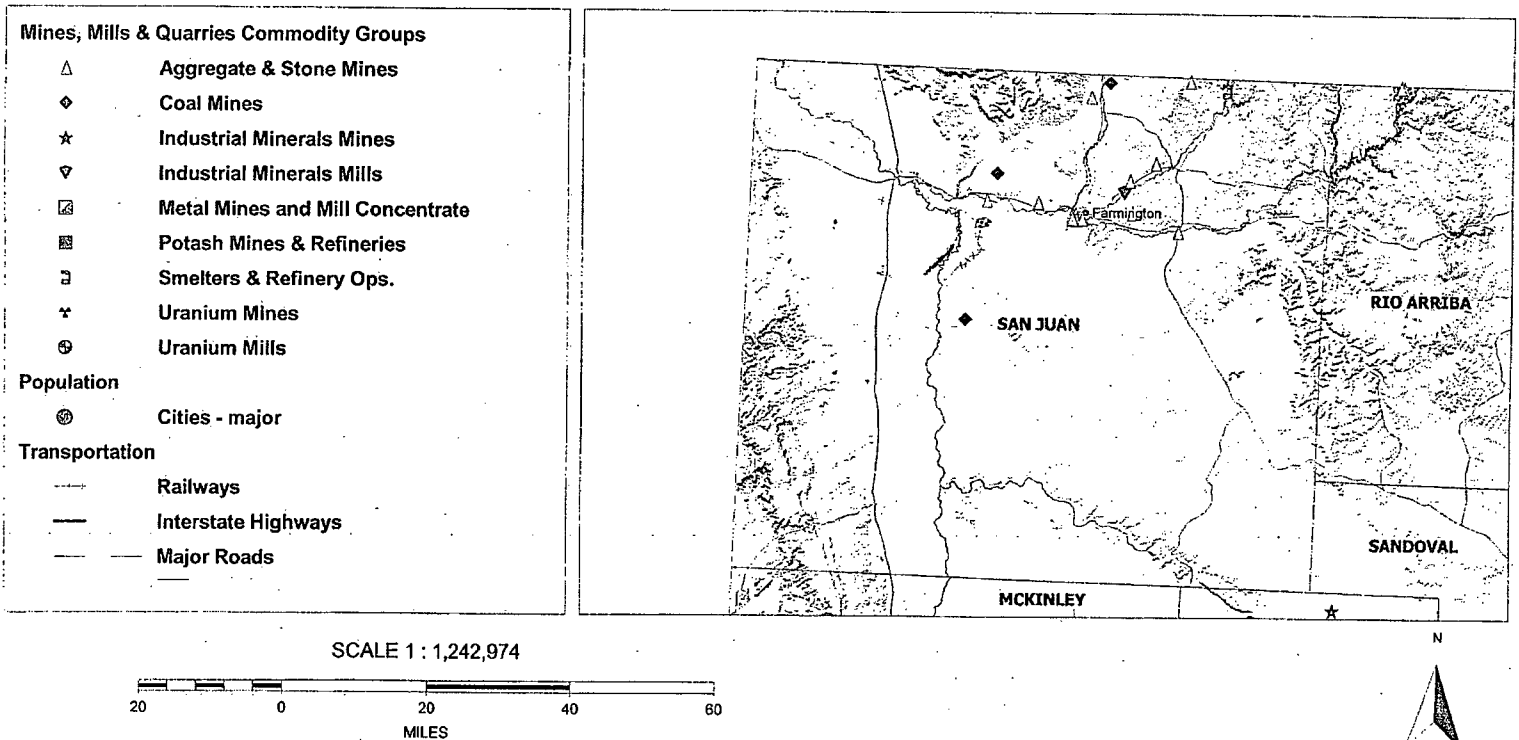 Mines, Mills & Quarries Commodity Groups
Aggregate & Stone Mines
Coal Mines
Industrial Minerals Mines
Industrial Minerals Mills
Metal Mines and Mill Concentrate
Potash Mines & Refineries
Smelters & Refinery Ops.
Uranium Mines
Uranium Mills
Population
Cities - major
Transportation
Railways
Interstate Highways
Major Roads
Farmington
RIO ARRIBA
SAN JUAN
SANDOVAL
MCKINLEY
SCALE 1 : 1,242,974
20 0 20 40 60
MILES
N